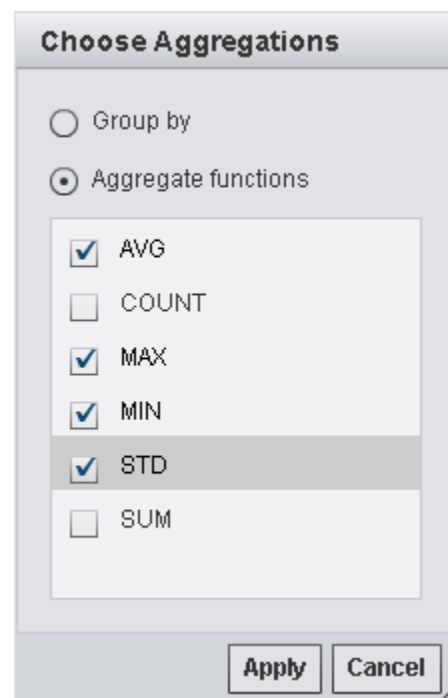 Choose Aggregations
Group by
Aggregate functions
AVG
COUNT
MAX
MIN
STD
SUM
Apply Cancel